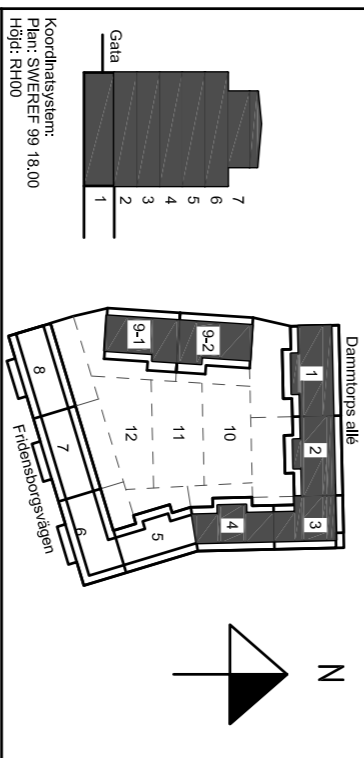 Dammtorps allé
N
1
2
3
4
5
6
7
8
9-1
9-2
10
11
12
Fridensborgsvägen
Gata
1
2
3
4
5
6
7
Koordinatsystem:
Plan: SWEREF 99 18.00
Höjd: RH00